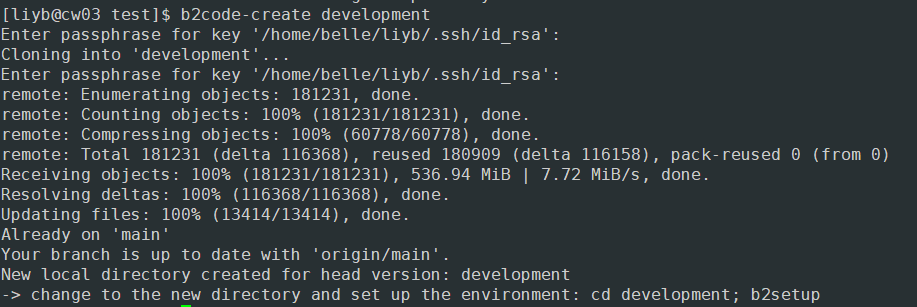 [liyb@cw03 test]$ b2code-create development
Enter passphrase for key '/home/belle/liyb/.ssh/id_rsa':
Cloning into 'development'...
Enter passphrase for key '/home/belle/liyb/.ssh/id_rsa':
remote: Enumerating objects: 181231, done.
remote: Counting objects: 100% (181231/181231), done.
remote: Compressing objects: 100% (60778/60778), done.
remote: Total 181231 (delta 116368), reused 180909 (delta 116158), pack-reused 0 (from 0)
Receiving objects: 100% (181231/181231), 536.94 MiB | 7.72 MiB/s, done.
Resolving deltas: 100% (116368/116368), done.
Updating files: 100% (13414/13414), done.
Already on 'main'
Your branch is up to date with 'origin/main'.
New local directory created for head version: development
-> change to the new directory and set up the environment: cd development; b2setup